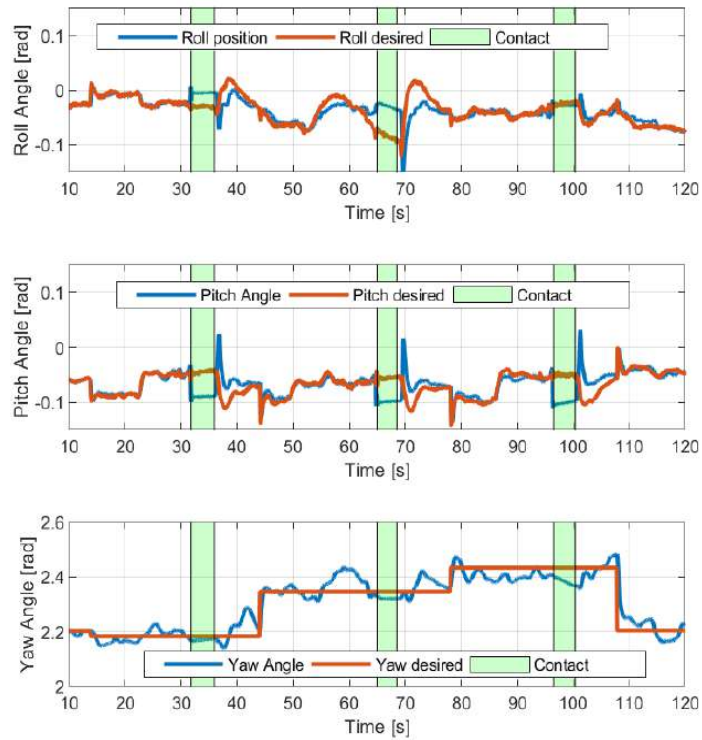 Roll Angle [rad]
0.1
0
-0.1
Roll position Roll desired Contact
10 20 30 40 50 60 70 80 90 100 110 120
Time [s]
Pitch Angle [rad]
0.1
0
-0.1
Pitch Angle Pitch desired Contact
10 20 30 40 50 60 70 80 90 100 110 120
Time [s]
Yaw Angle [rad]
2.6
2.4
2.2
2
Yaw Angle Yaw desired Contact
10 20 30 40 50 60 70 80 90 100 110 120
Time [s]